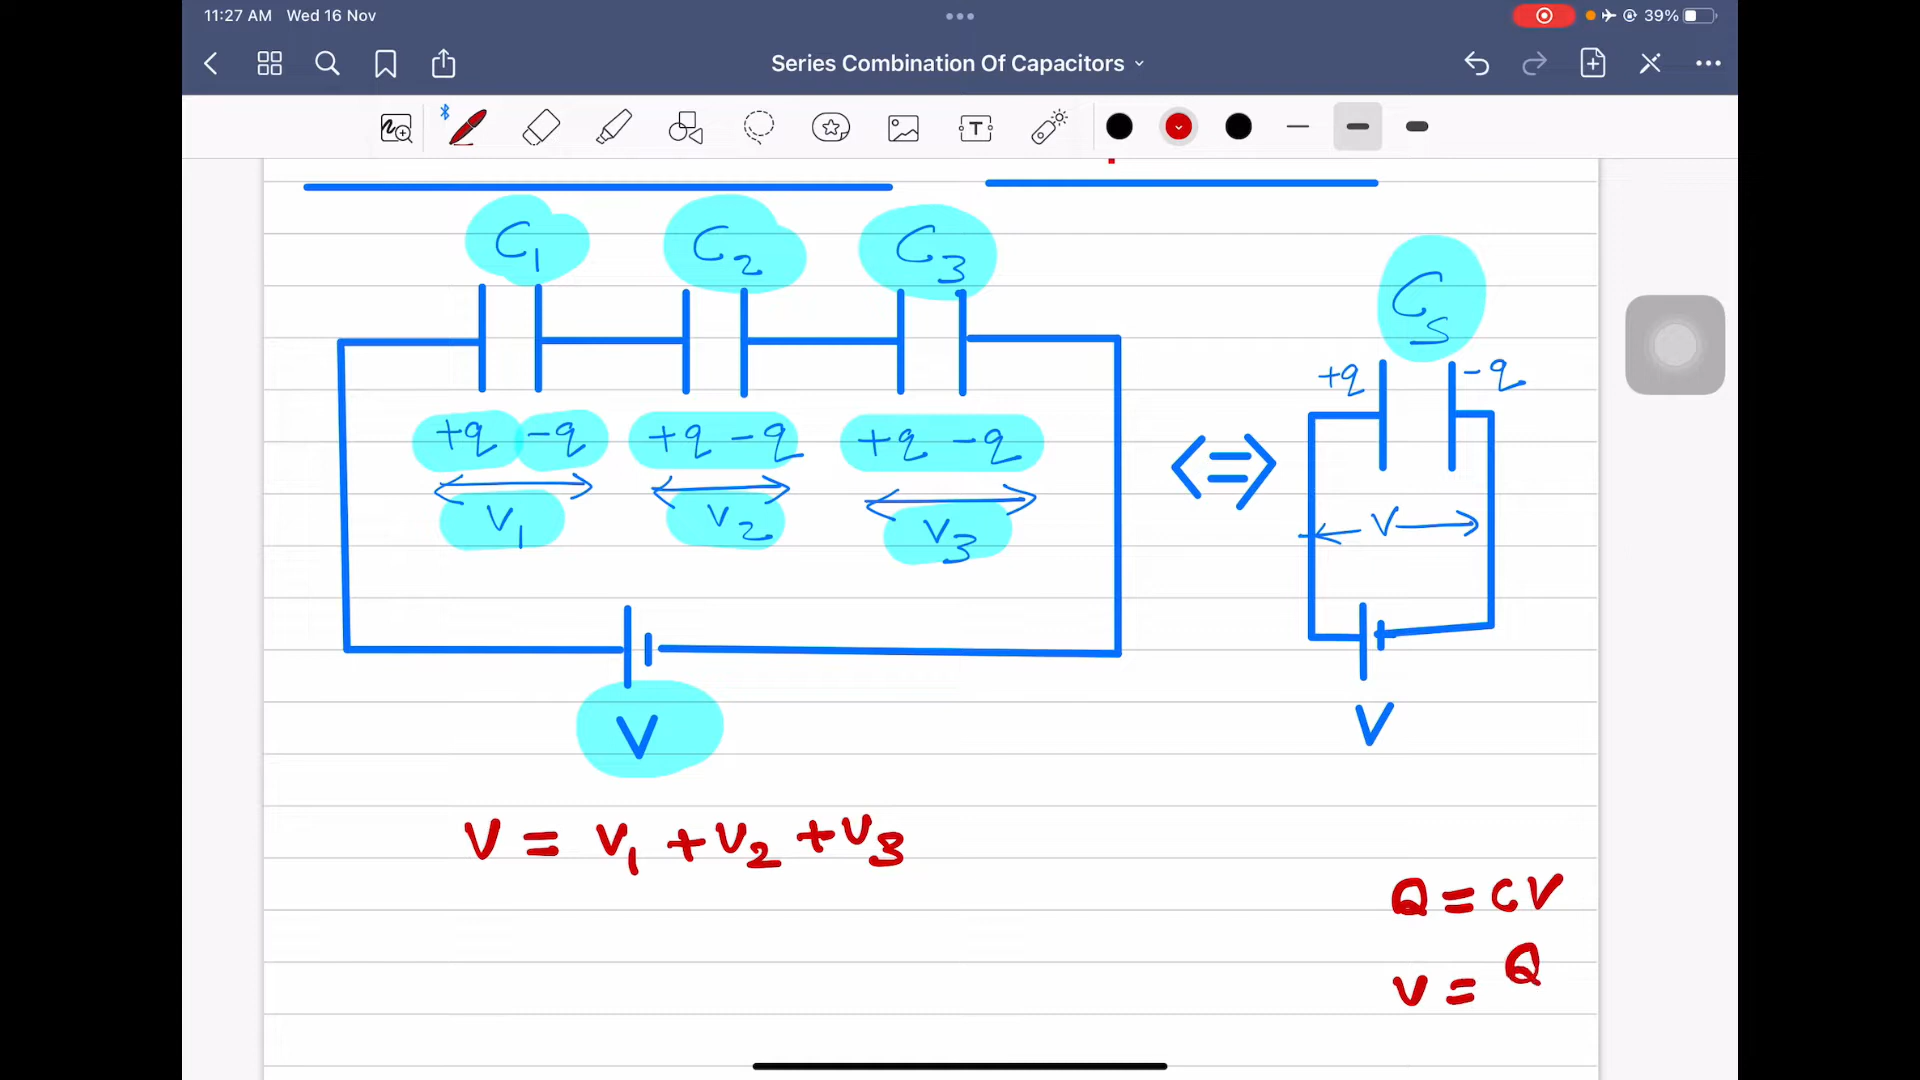 11:27 AM Wed 16 Nov 39%
Series Combination Of Capacitors
T
C1 C2 C3
Cs
+q -q
+q -q +q -q +q -q
V1 V2 V3
V
V V
V = V1 + V2 + V3
Q = CV
V = Q